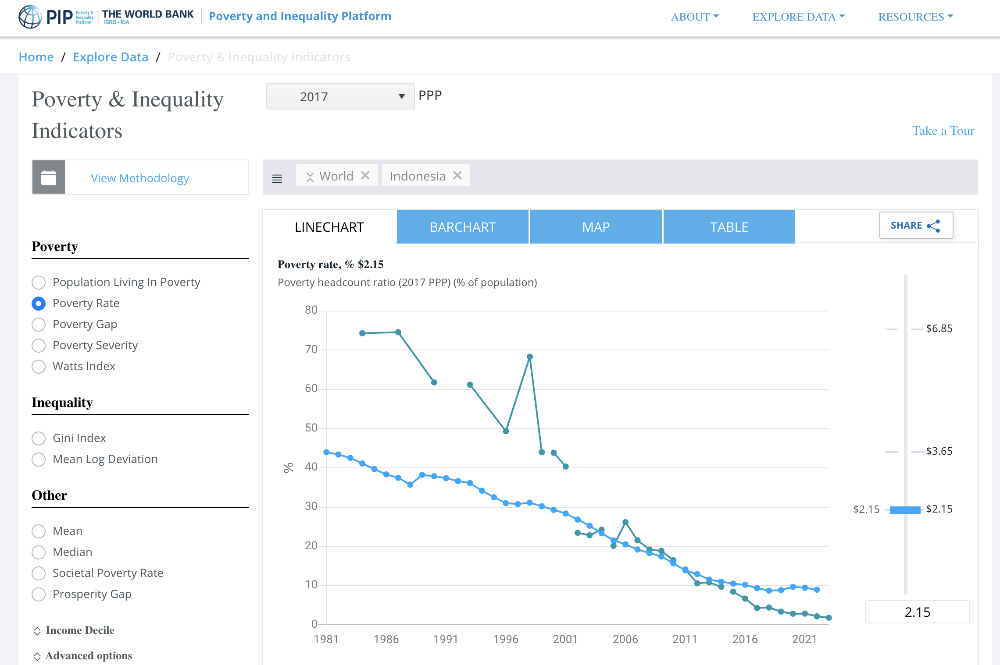 PIP Poverty & Inequality Platform THE WORLD BANK IBRD • IDA Poverty and Inequality Platform ABOUT EXPLORE DATA RESOURCES
Home / Explore Data / Poverty & Inequality Indicators
Poverty & Inequality Indicators
2017 PPP
Take a Tour
View Methodology
World Indonesia
LINECHART BARCHART MAP TABLE SHARE
Poverty
Population Living In Poverty
Poverty Rate
Poverty Gap
Poverty Severity
Watts Index
Inequality
Gini Index
Mean Log Deviation
Other
Mean
Median
Societal Poverty Rate
Prosperity Gap
Income Decile
Advanced options
Poverty rate, % $2.15
Poverty headcount ratio (2017 PPP) (% of population)
80
70
60
50
40
30
20
10
0
%
1981 1986 1991 1996 2001 2006 2011 2016 2021
$6.85
$3.65
$2.15 $2.15
2.15